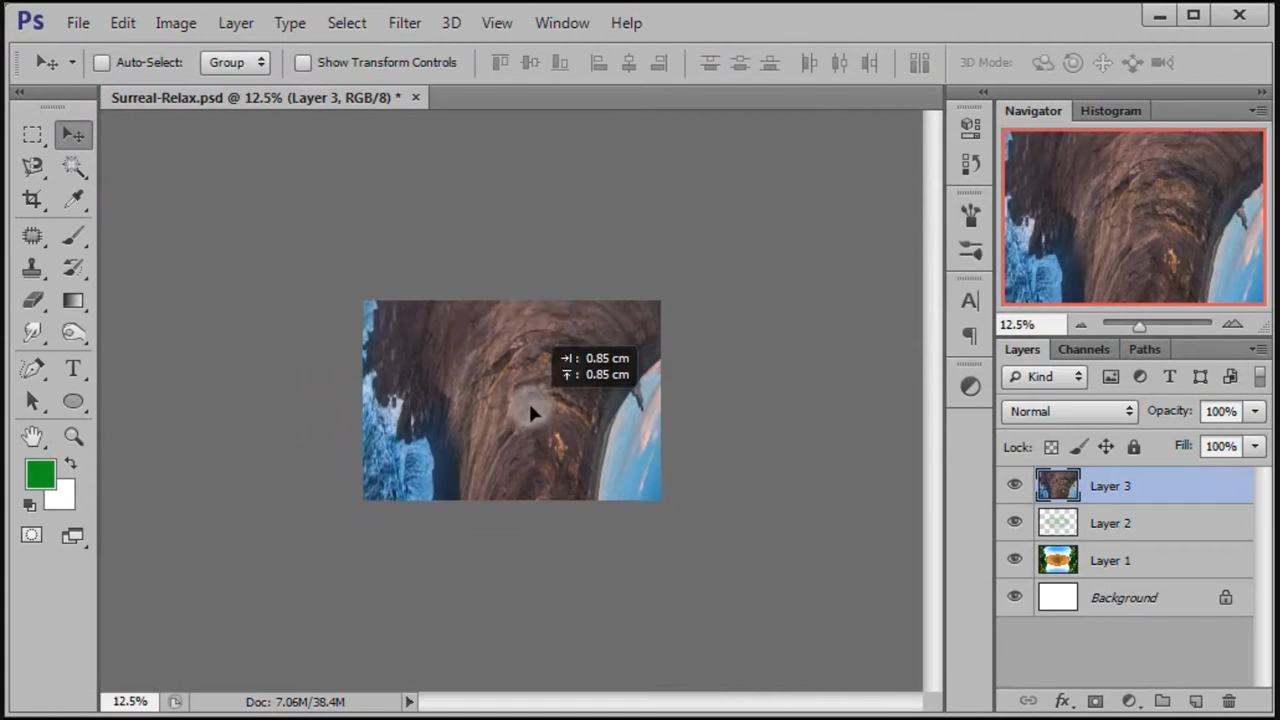 Ps File Edit Image Layer Type Select Filter 3D View Window Help
Auto-Select: Group Show Transform Controls 3D Mode:
Surreal-Relax.psd @ 12.5% (Layer 3, RGB/8) * ×
Navigator Histogram
12.5%
Layers Channels Paths
Kind
Normal Opacity: 100%
Lock: Fill: 100%
Layer 3
Layer 2
Layer 1
Background
: 0.85 cm
: 0.85 cm
12.5% Doc: 7.06M/38.4M